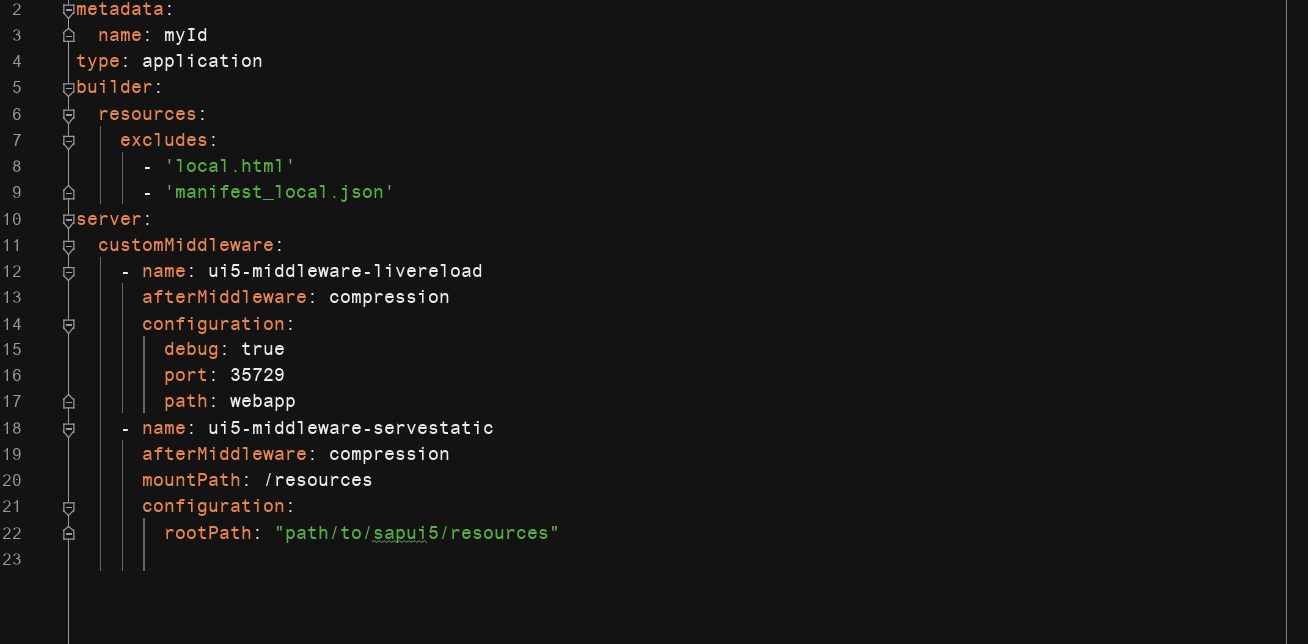 2 metadata:
3   name: myId
4 type: application
5 builder:
6   resources:
7     excludes:
8       - 'local.html'
9       - 'manifest_local.json'
10 server:
11   customMiddleware:
12     - name: ui5-middleware-livereload
13       afterMiddleware: compression
14       configuration:
15         debug: true
16         port: 35729
17         path: webapp
18     - name: ui5-middleware-servestatic
19       afterMiddleware: compression
20       mountPath: /resources
21       configuration:
22         rootPath: "path/to/sapui5/resources"
23